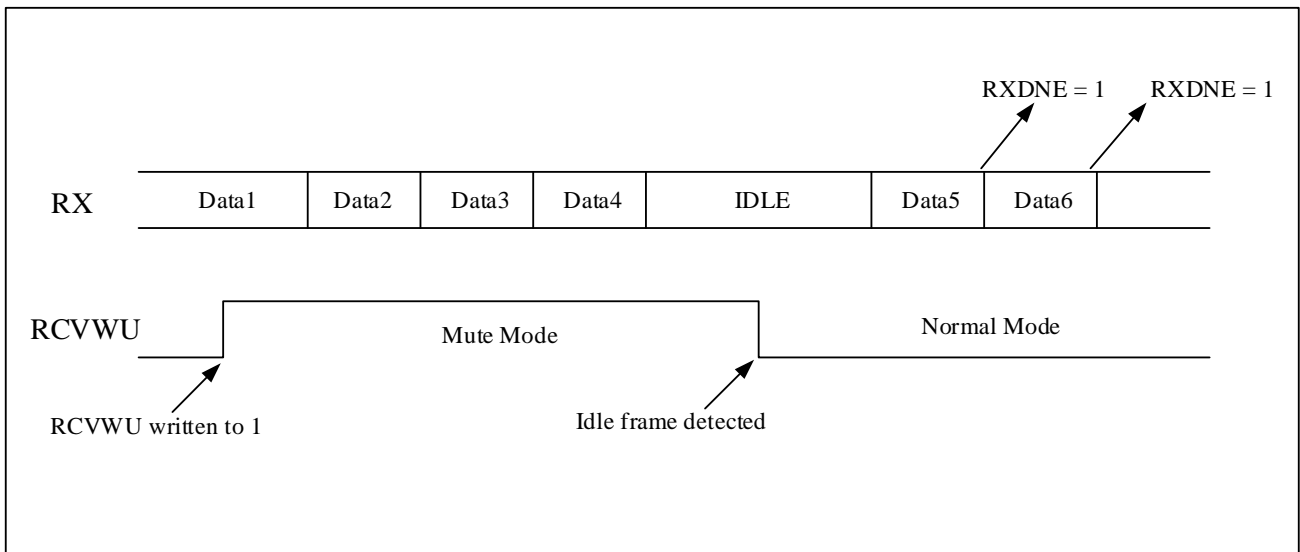 RXDNE = 1 RXDNE = 1
RX Data1 Data2 Data3 Data4 IDLE Data5 Data6
RCVWU Mute Mode Normal Mode
RCVWU written to 1 Idle frame detected